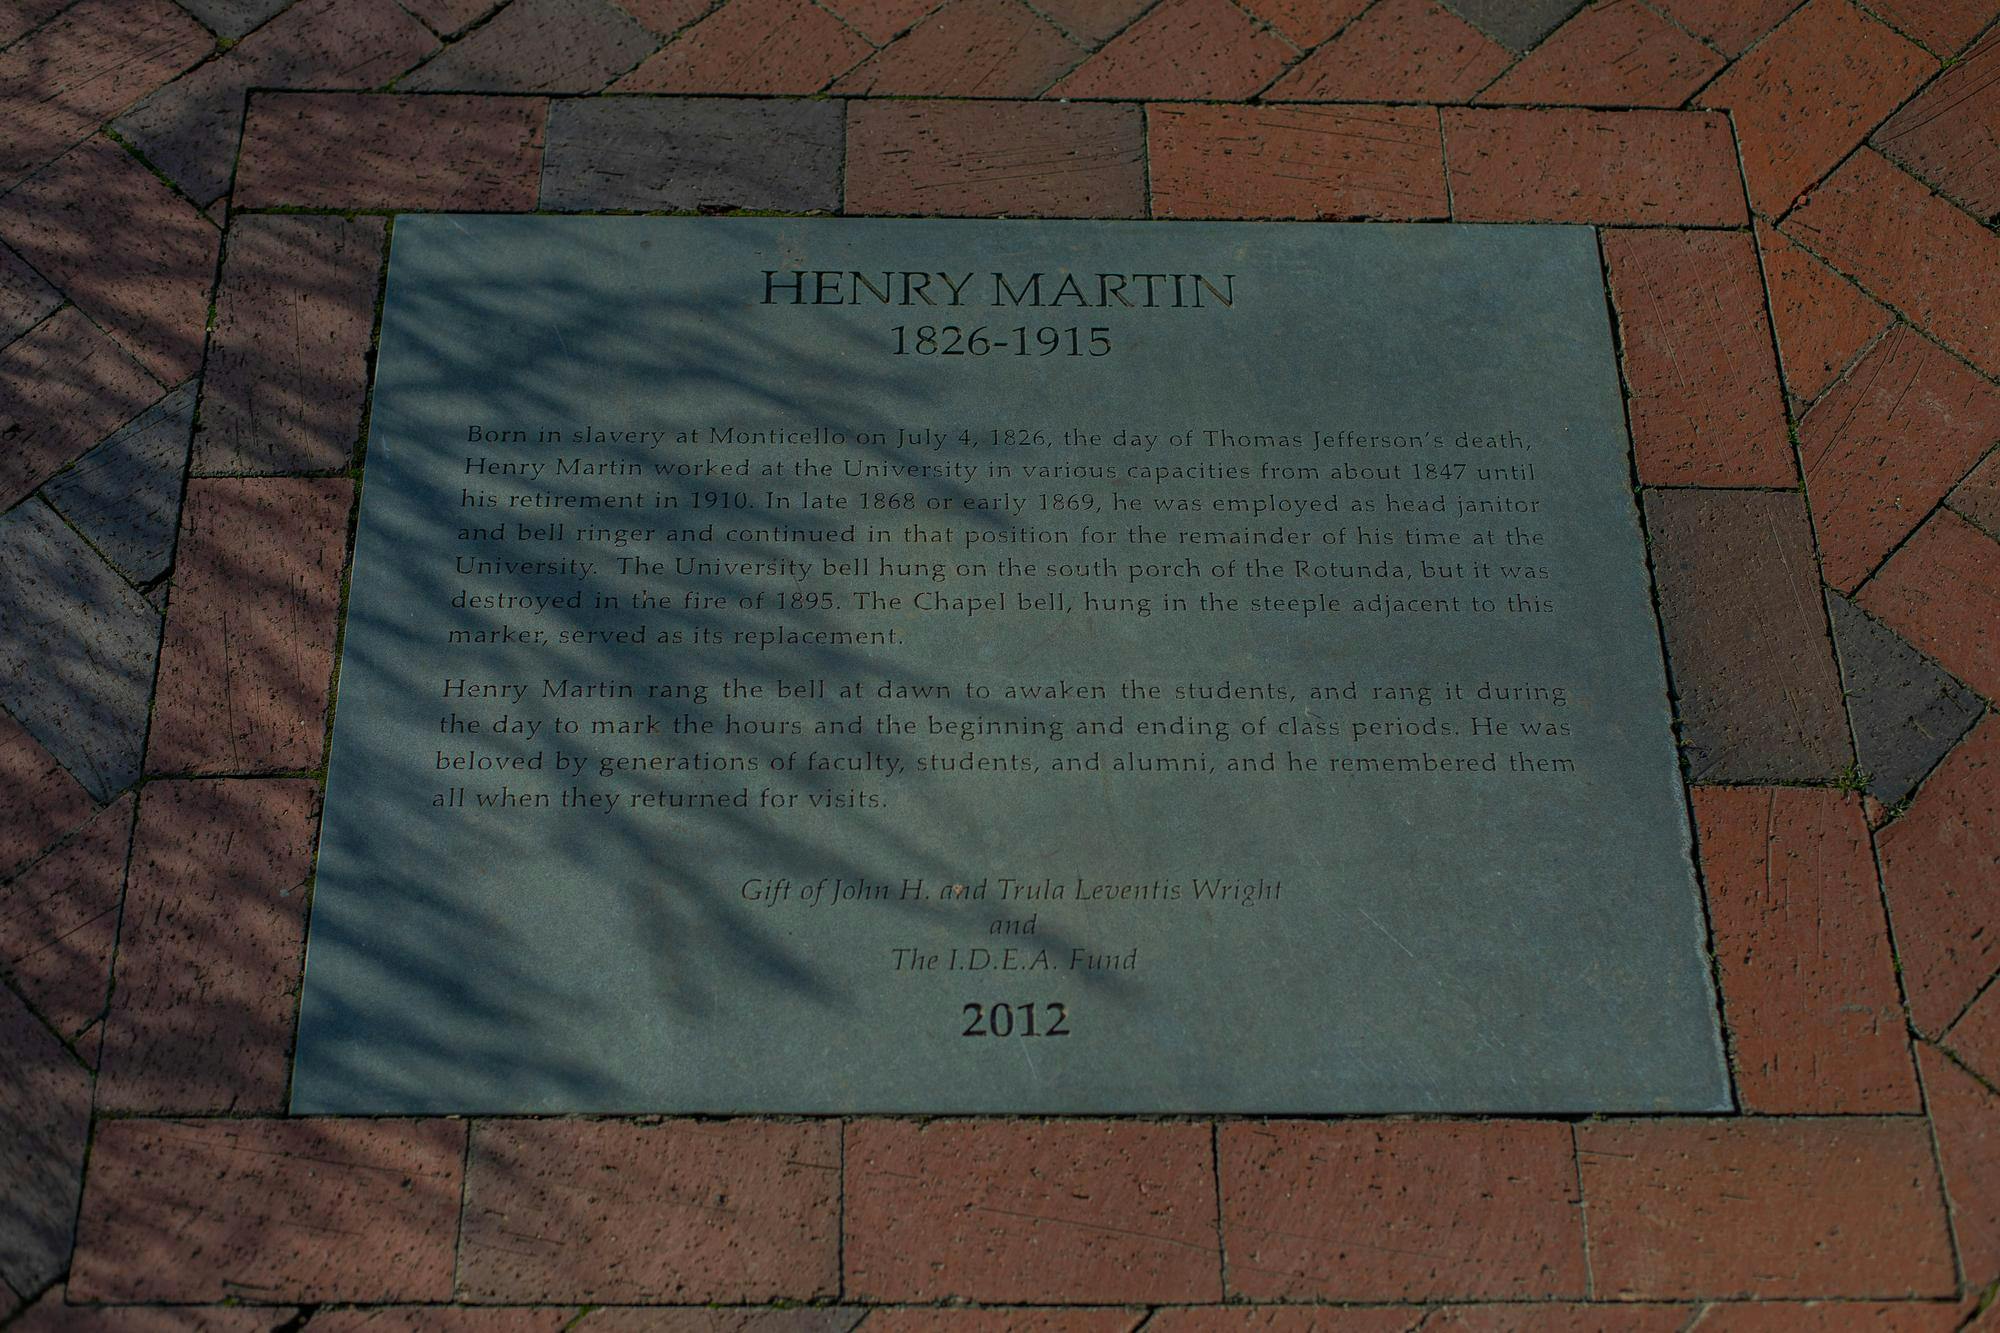 HENRY MARTIN
1826-1915
Born in slavery at Monticello on July 4, 1826, the day of Thomas Jefferson's death,
Henry Martin worked at the University in various capacities from about 1847 until
his retirement in 1910. In late 1868 or early 1869, he was employed as head janitor
and bell ringer and continued in that position for the remainder of his time at the
University. The University bell hung on the south porch of the Rotunda, but it was
destroyed in the fire of 1895. The Chapel bell, hung in the steeple adjacent to this
marker, served as its replacement.
Henry Martin rang the bell at dawn to awaken the students, and rang it during
the day to mark the hours and the beginning and ending of class periods. He was
beloved by generations of faculty, students, and alumni, and he remembered them
all when they returned for visits.
Gift of John H. and Trula Leventis Wright
and
The I.D.E.A. Fund
2012